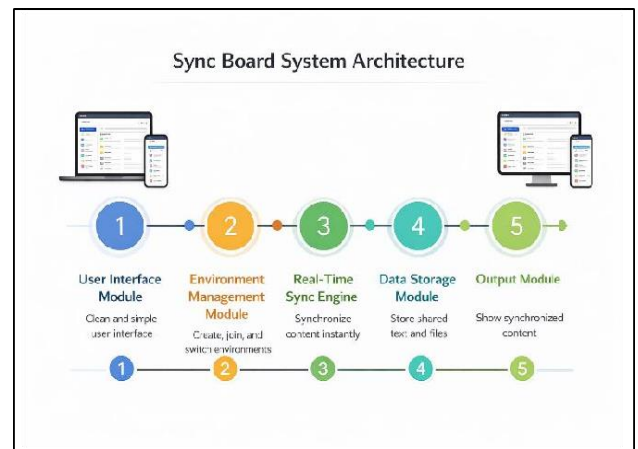 Sync Board System Architecture
1 2 3 4 5
User Interface
Module
Clean and simple
user interface
Environment
Management
Module
Create, join, and
switch environments
Real-Time
Sync Engine
Synchronize
content instantly
Data Storage
Module
Store shared
text and files
Output Module
Show synchronized
content
1 2 3 4 5